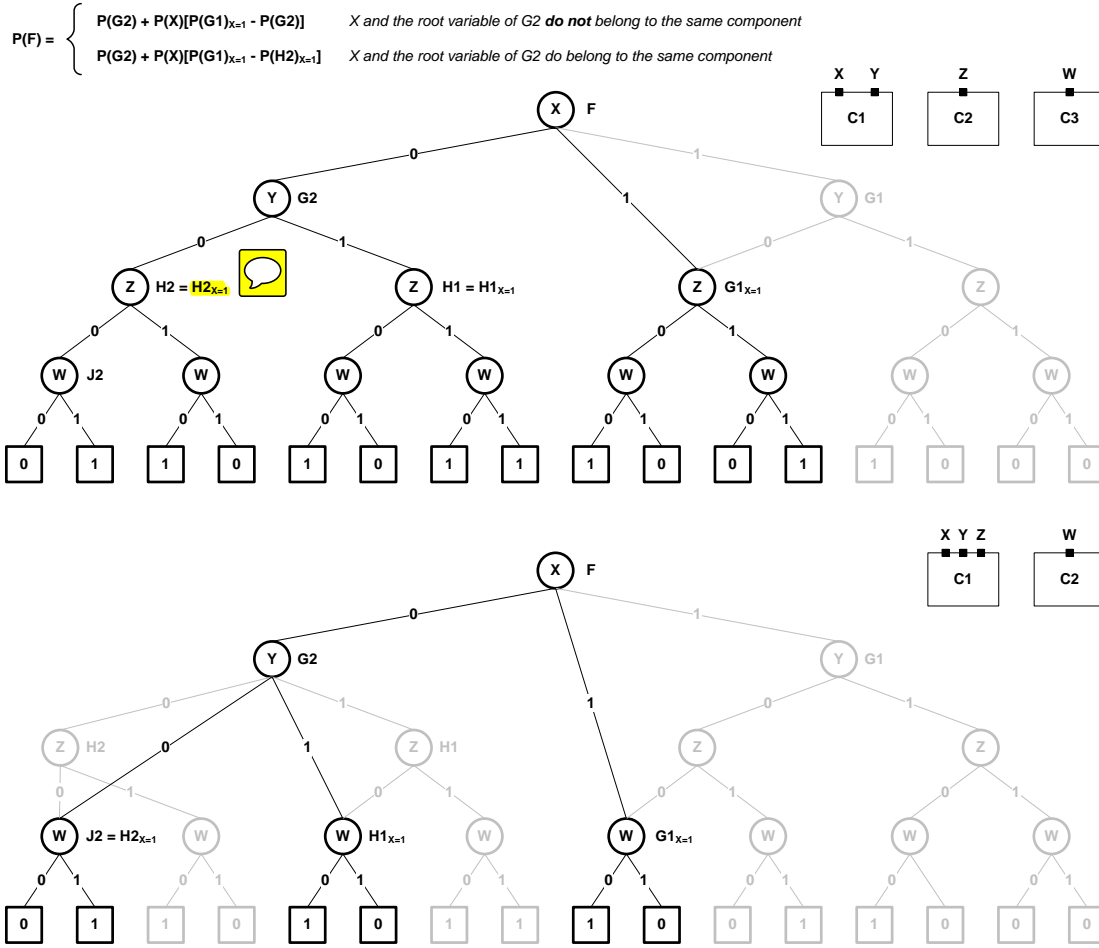 P(F) =
P(G2) + P(X)[P(G1)X=1 - P(G2)] X and the root variable of G2 do not belong to the same component
P(G2) + P(X)[P(G1)X=1 - P(H2)X=1] X and the root variable of G2 do belong to the same component
X Y Z W
C1 C2 C3
X F
0 1
Y G2 1 Y G1
0 1 0 1
Z H2 = H2X=1 Z H1 = H1X=1 Z G1X=1 Z
0 1 0 1 0 1 0 1
W J2 W W W W W W W
0 1 0 1 0 1 0 1 0 1 0 1 0 1 0 1
0 1 1 0 1 0 1 1 1 0 0 1 1 0 0 0
X Y Z W
C1 C2
X F
0 1
Y G2 1 Y G1
0 1 0 1
Z H2 0 1 Z H1 Z Z
0 1 0 1 0 1 0 1
W J2 = H2X=1 W W H1X=1 W W G1X=1 W W W
0 1 0 1 0 1 0 1 0 1 0 1 0 0 1
0 1 1 0 1 0 1 1 1 0 0 1 1 0 0 0